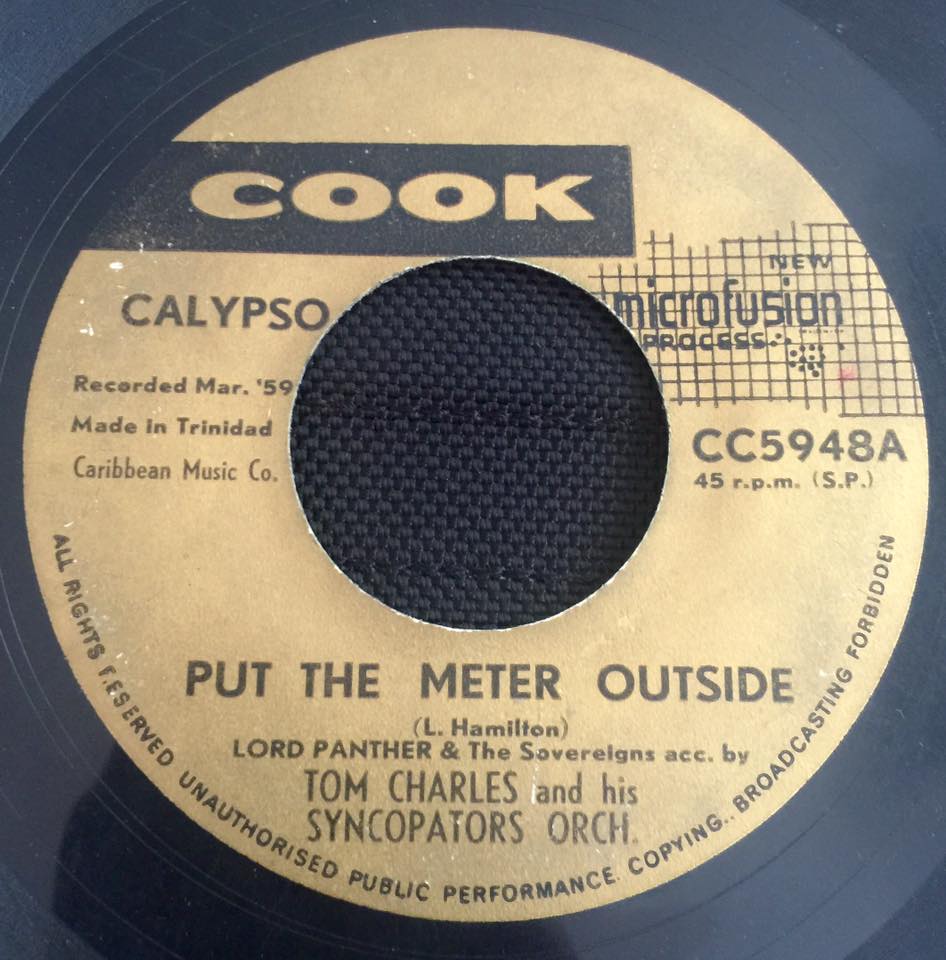 COOK
CALYPSO
NEW
microfusion
PROCESS
Recorded Mar. '59
Made in Trinidad
Caribbean Music Co.
CC5948A
45 r.p.m. (S.P.)
PUT THE METER OUTSIDE
(L. Hamilton)
LORD PANTHER & The Sovereigns acc. by
TOM CHARLES and his
SYNCOPATORS ORCH.
ALL RIGHTS F.ESERVED UNAUTHORISED PUBLIC PERFORMANCE. COPYING.. BROADCASTING FORBIDDEN